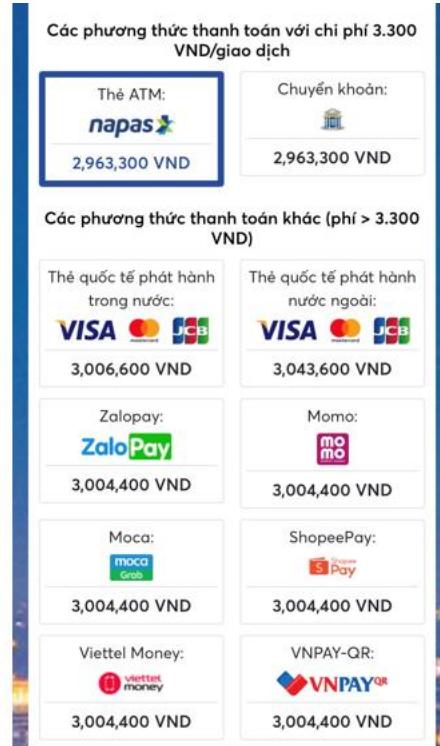 Các phương thức thanh toán với chi phí 3.300
VND/giao dịch
Thẻ ATM:
napas
2,963,300 VND
Chuyển khoản:
2,963,300 VND
Các phương thức thanh toán khác (phí > 3.300
VND)
Thẻ quốc tế phát hành
trong nước:
VISA mastercard JCB
3,006,600 VND
Thẻ quốc tế phát hành
nước ngoài:
VISA mastercard JCB
3,043,600 VND
Zalopay:
ZaloPay
3,004,400 VND
Momo:
mo
mo
3,004,400 VND
Moca:
moca
Grab
3,004,400 VND
ShopeePay:
S Shopee
Pay
3,004,400 VND
Viettel Money:
viettel
money
3,004,400 VND
VNPAY-QR:
VNPAYQR
3,004,400 VND